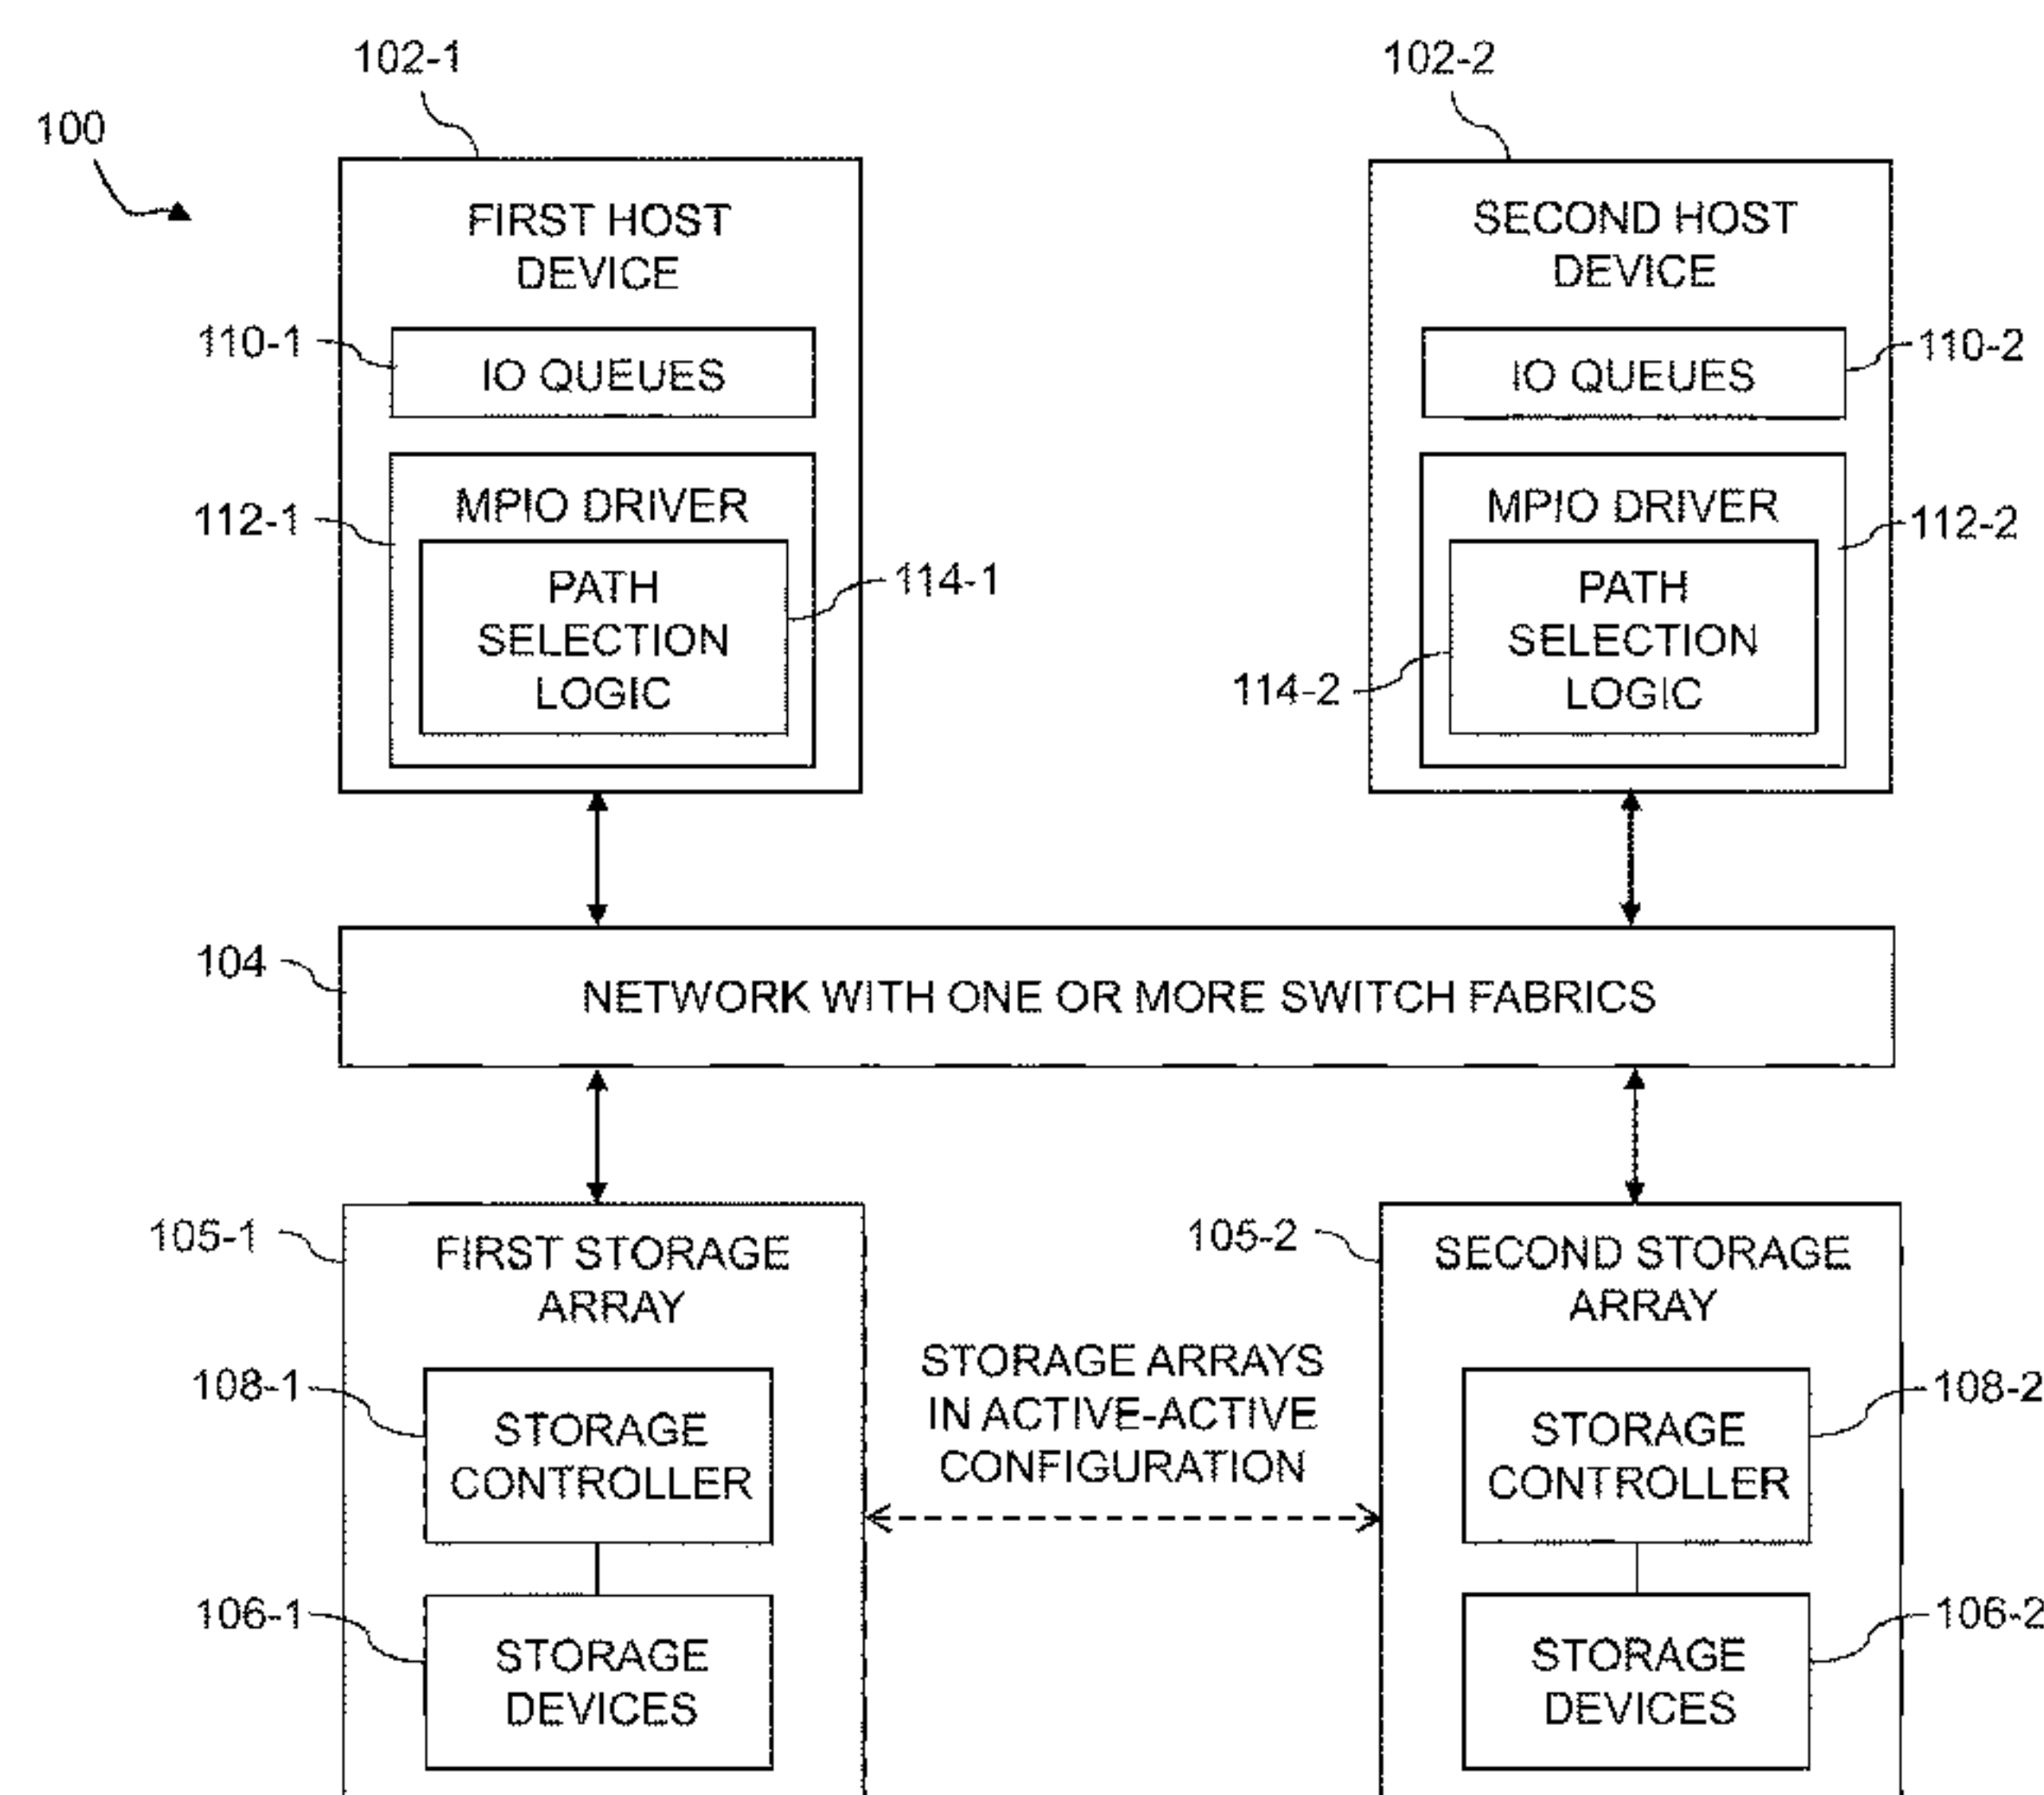 102-1
102-2
100
FIRST HOST
DEVICE
SECOND HOST
DEVICE
110-1
IO QUEUES
IO QUEUES
110-2
112-1
MPIO DRIVER
MPIO DRIVER
112-2
PATH
SELECTION
LOGIC
114-1
PATH
SELECTION
LOGIC
114-2
104
NETWORK WITH ONE OR MORE SWITCH FABRICS
105-1
FIRST STORAGE
ARRAY
105-2
SECOND STORAGE
ARRAY
STORAGE ARRAYS
IN ACTIVE-ACTIVE
CONFIGURATION
108-1
STORAGE
CONTROLLER
STORAGE
CONTROLLER
108-2
106-1
STORAGE
DEVICES
STORAGE
DEVICES
106-2